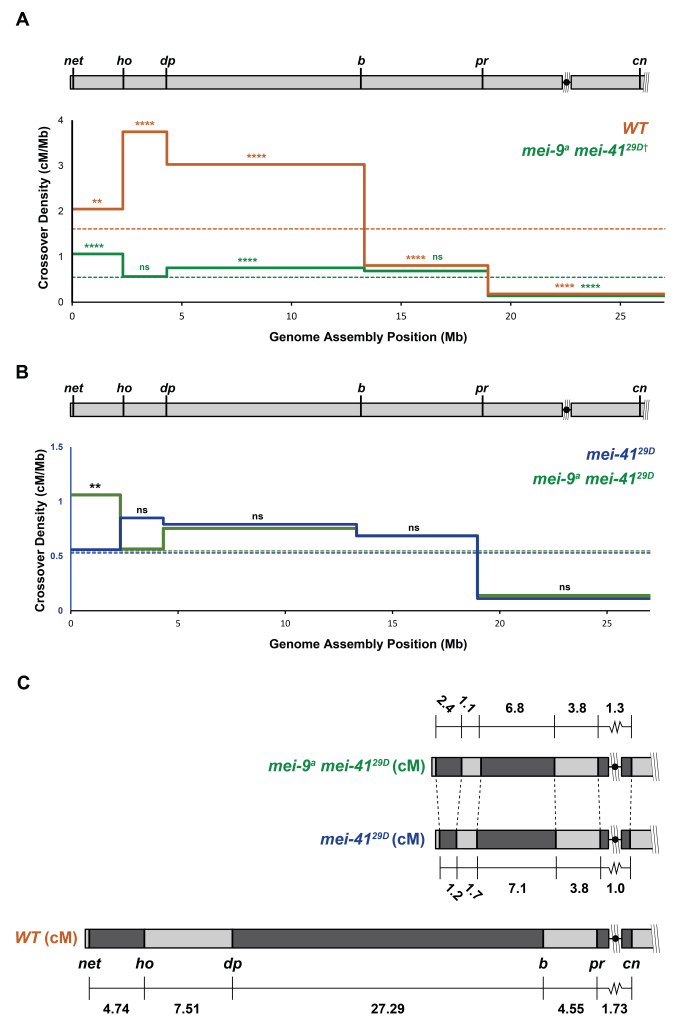 A
net ho dp b pr cn
WT
mei-9ᵃ mei-41²⁹ᴰ†
Crossover Density (cM/Mb)
4
3
2
1
0
** **** **** **** ns **** ****
**** ns ****
0 5 10 15 20 25
Genome Assembly Position (Mb)
B
net ho dp b pr cn
mei-41²⁹ᴰ
mei-9ᵃ mei-41²⁹ᴰ
Crossover Density (cM/Mb)
1.5
1
0.5
0
** ns ns ns ns
0 5 10 15 20 25
Genome Assembly Position (Mb)
C
2.4 1.1 6.8 3.8 1.3
mei-9ᵃ mei-41²⁹ᴰ (cM)
mei-41²⁹ᴰ (cM)
1.2 1.7 7.1 3.8 1.0
WT (cM)
net ho dp b pr cn
4.74 7.51 27.29 4.55 1.73